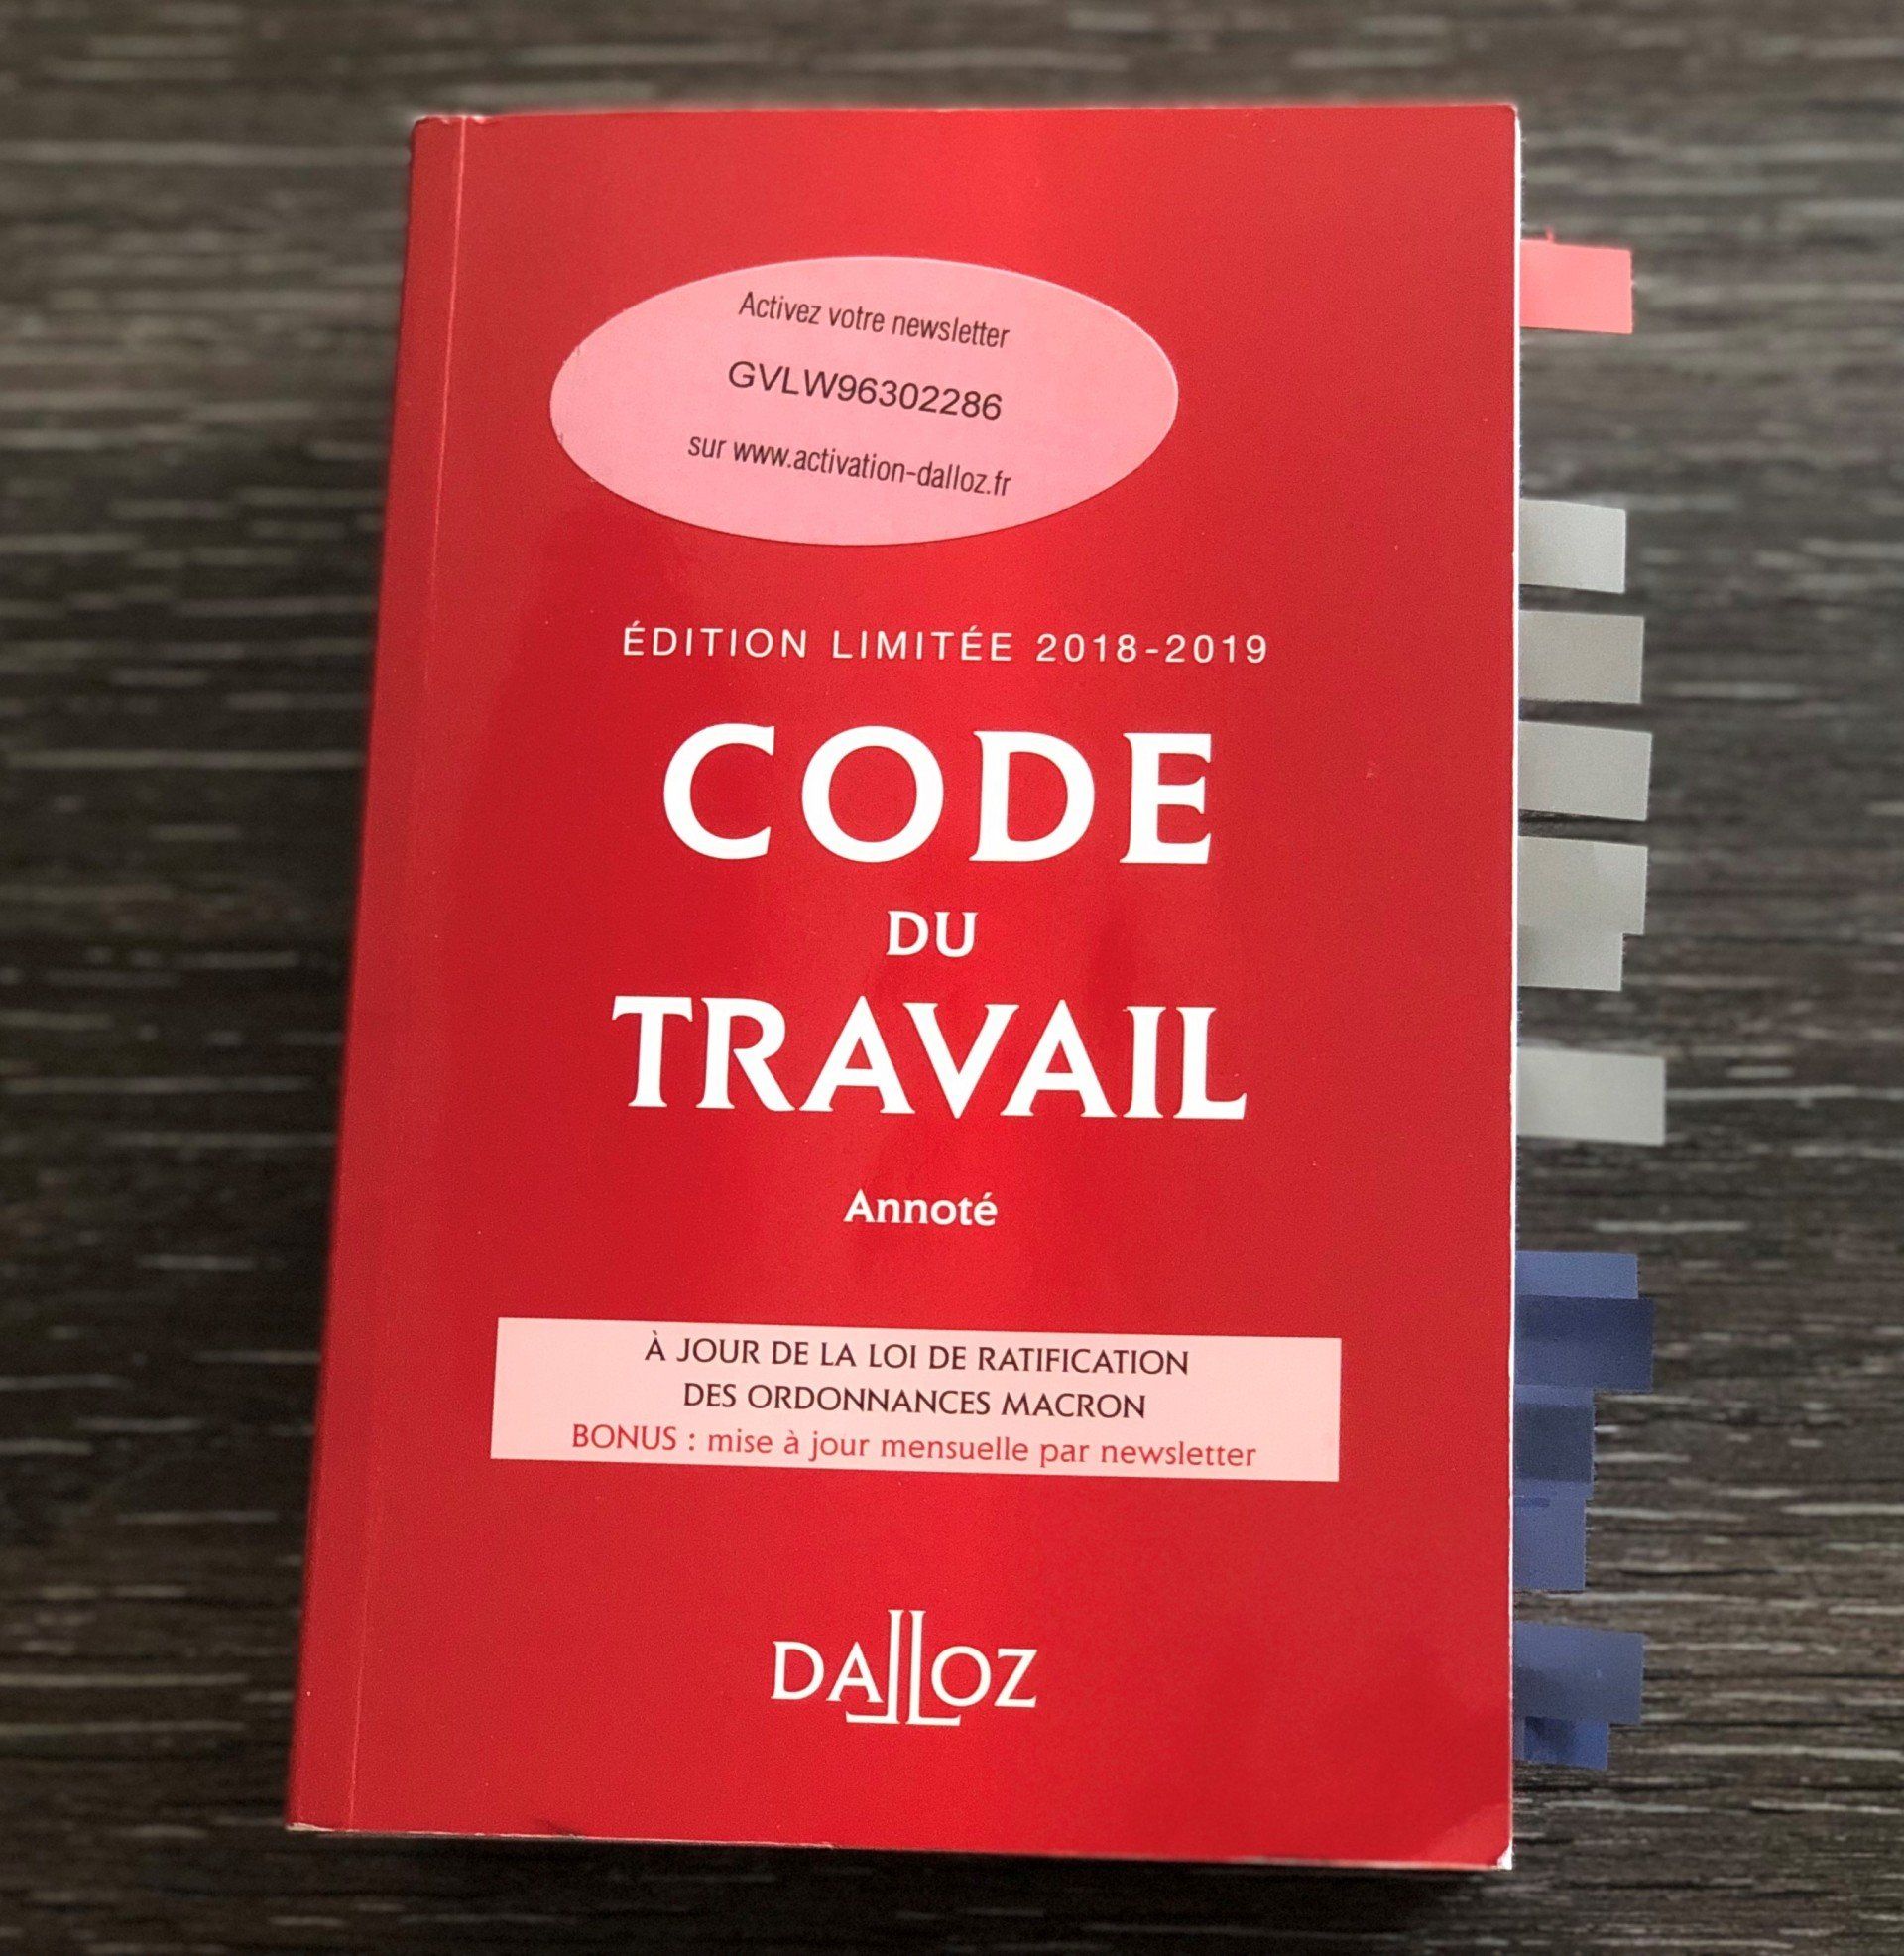 Activez votre newsletter
GVLW96302286
sur www.activation-dalloz.fr
ÉDITION LIMITÉE 2018-2019
CODE
DU
TRAVAIL
Annoté
À JOUR DE LA LOI DE RATIFICATION
DES ORDONNANCES MACRON
BONUS : mise à jour mensuelle par newsletter
DALLOZ